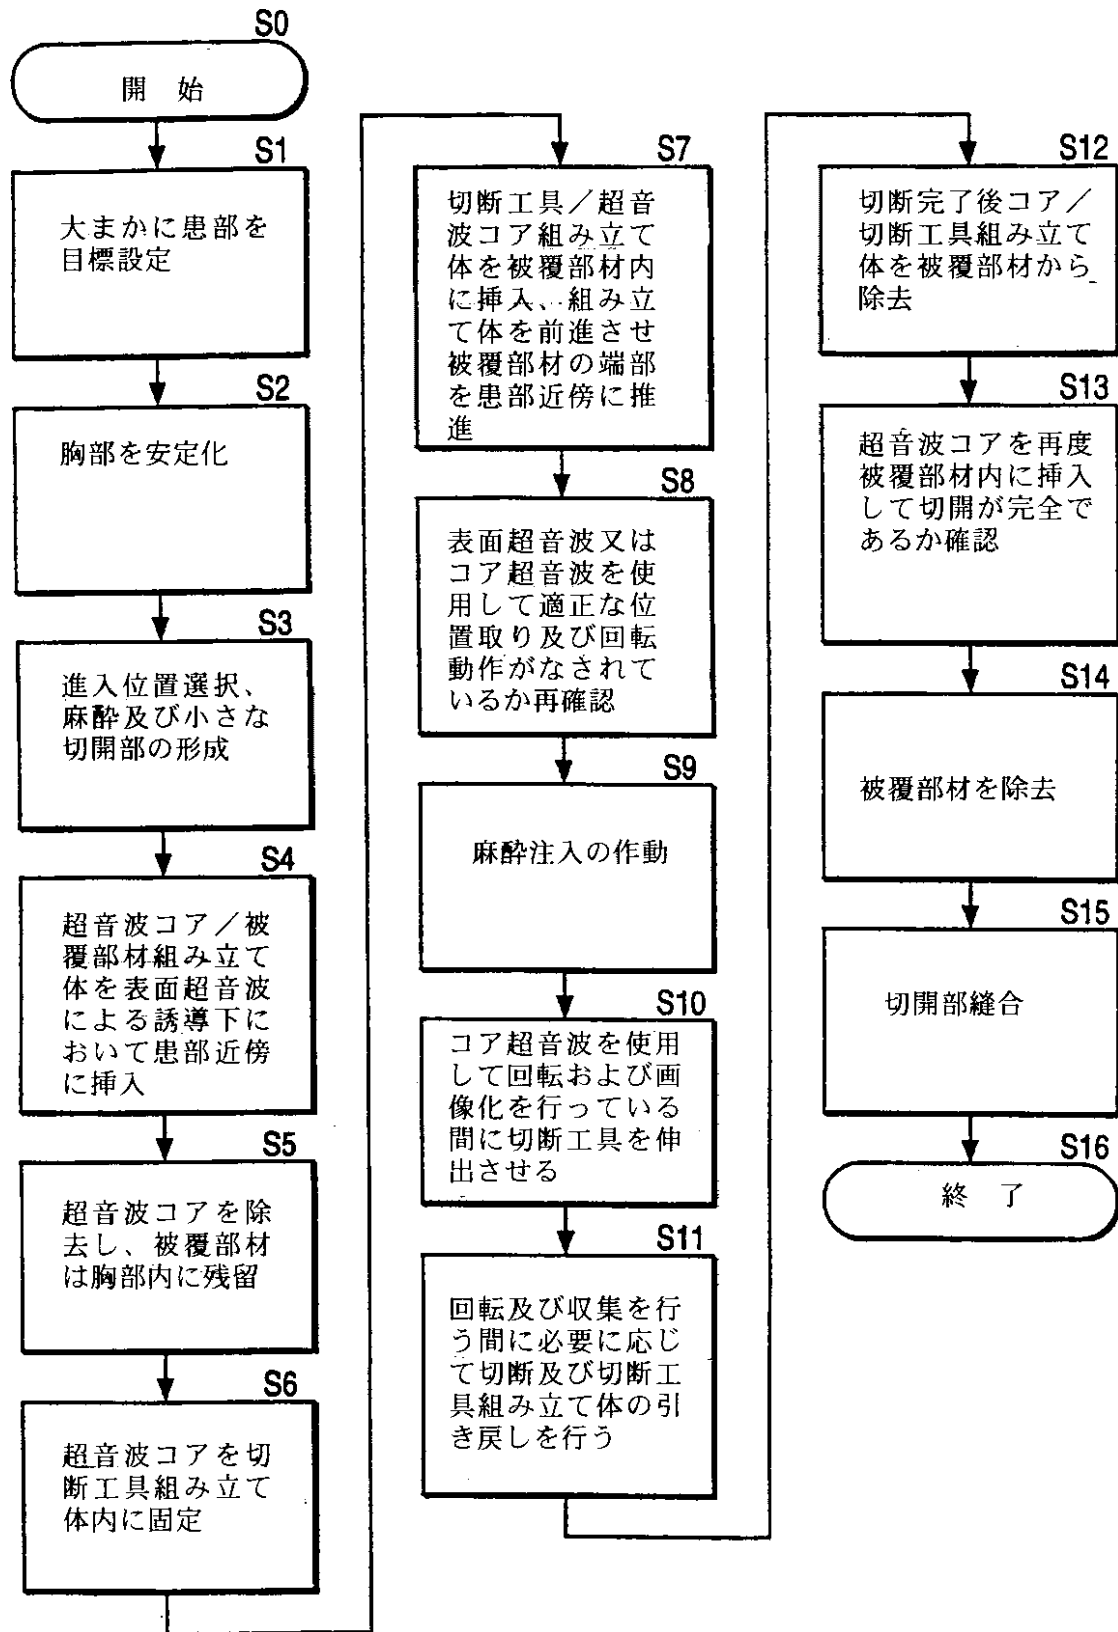 S0
開 始
S1
大まかに患部を
目標設定
S2
胸部を安定化
S3
進入位置選択、
麻酔及び小さな
切開部の形成
S4
超音波コア／被
覆部材組み立て
体を表面超音波
による誘導下に
おいて患部近傍
に挿入
S5
超音波コアを除
去し、被覆部材
は胸部内に残留
S6
超音波コアを切
断工具組み立て
体内に固定
S7
切断工具／超音
波コア組み立て
体を被覆部材内
に挿入、組み立
て体を前進させ
被覆部材の端部
を患部近傍に推
進
S8
表面超音波又は
コア超音波を使
用して適正な位
置取り及び回転
動作がなされて
いるか再確認
S9
麻酔注入の作動
S10
コア超音波を使用
して回転および画
像化を行っている
間に切断工具を伸
出させる
S11
回転及び収集を行
う間に必要に応じ
て切断及び切断工
具組み立て体の引
き戻しを行う
S12
切断完了後コア／
切断工具組み立て
体を被覆部材から
除去
S13
超音波コアを再度
被覆部材内に挿入
して切開が完全で
あるか確認
S14
被覆部材を除去
S15
切開部縫合
S16
終 了